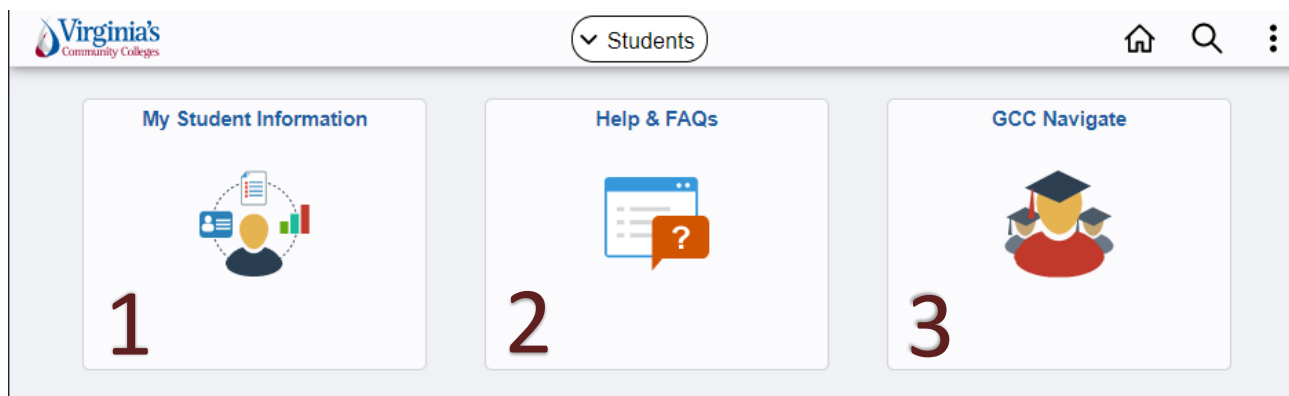 Virginia's
Community Colleges
Students
My Student Information
Help & FAQs
GCC Navigate
?
1
2
3